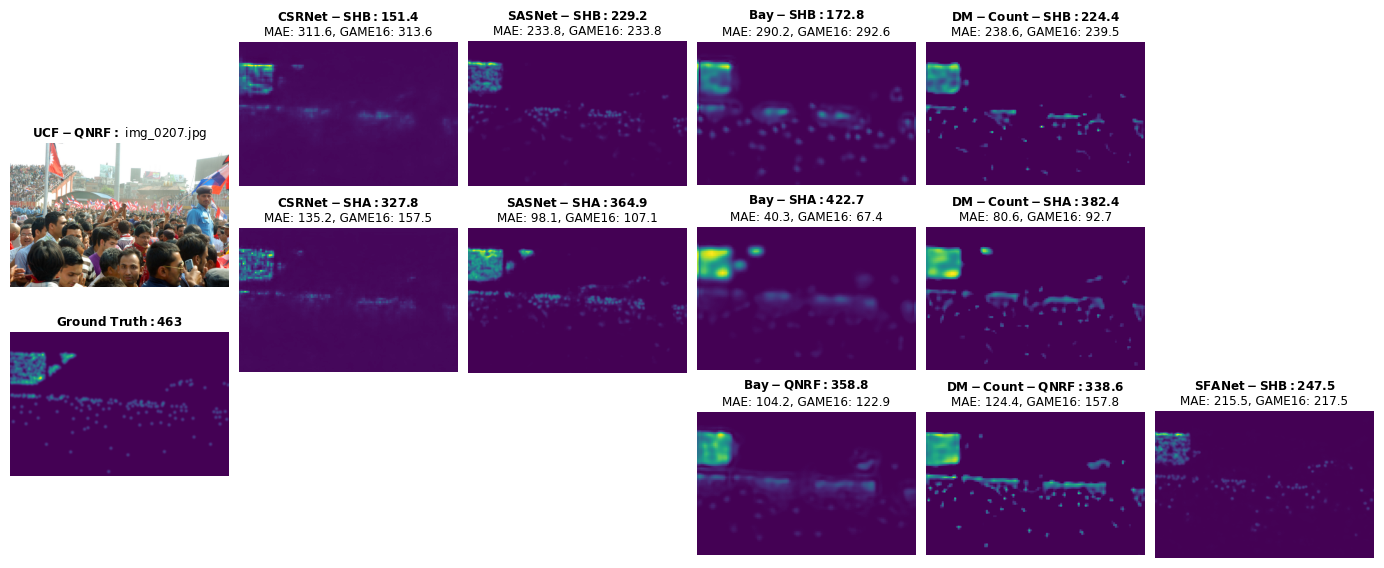 CSRNet − SHB : 151.4
MAE: 311.6, GAME16: 313.6
SASNet − SHB : 229.2
MAE: 233.8, GAME16: 233.8
Bay − SHB : 172.8
MAE: 290.2, GAME16: 292.6
DM − Count − SHB : 224.4
MAE: 238.6, GAME16: 239.5
UCF − QNRF : img_0207.jpg
CSRNet − SHA : 327.8
MAE: 135.2, GAME16: 157.5
SASNet − SHA : 364.9
MAE: 98.1, GAME16: 107.1
Bay − SHA : 422.7
MAE: 40.3, GAME16: 67.4
DM − Count − SHA : 382.4
MAE: 80.6, GAME16: 92.7
Ground Truth : 463
Bay − QNRF : 358.8
MAE: 104.2, GAME16: 122.9
DM − Count − QNRF : 338.6
MAE: 124.4, GAME16: 157.8
SFANet − SHB : 247.5
MAE: 215.5, GAME16: 217.5